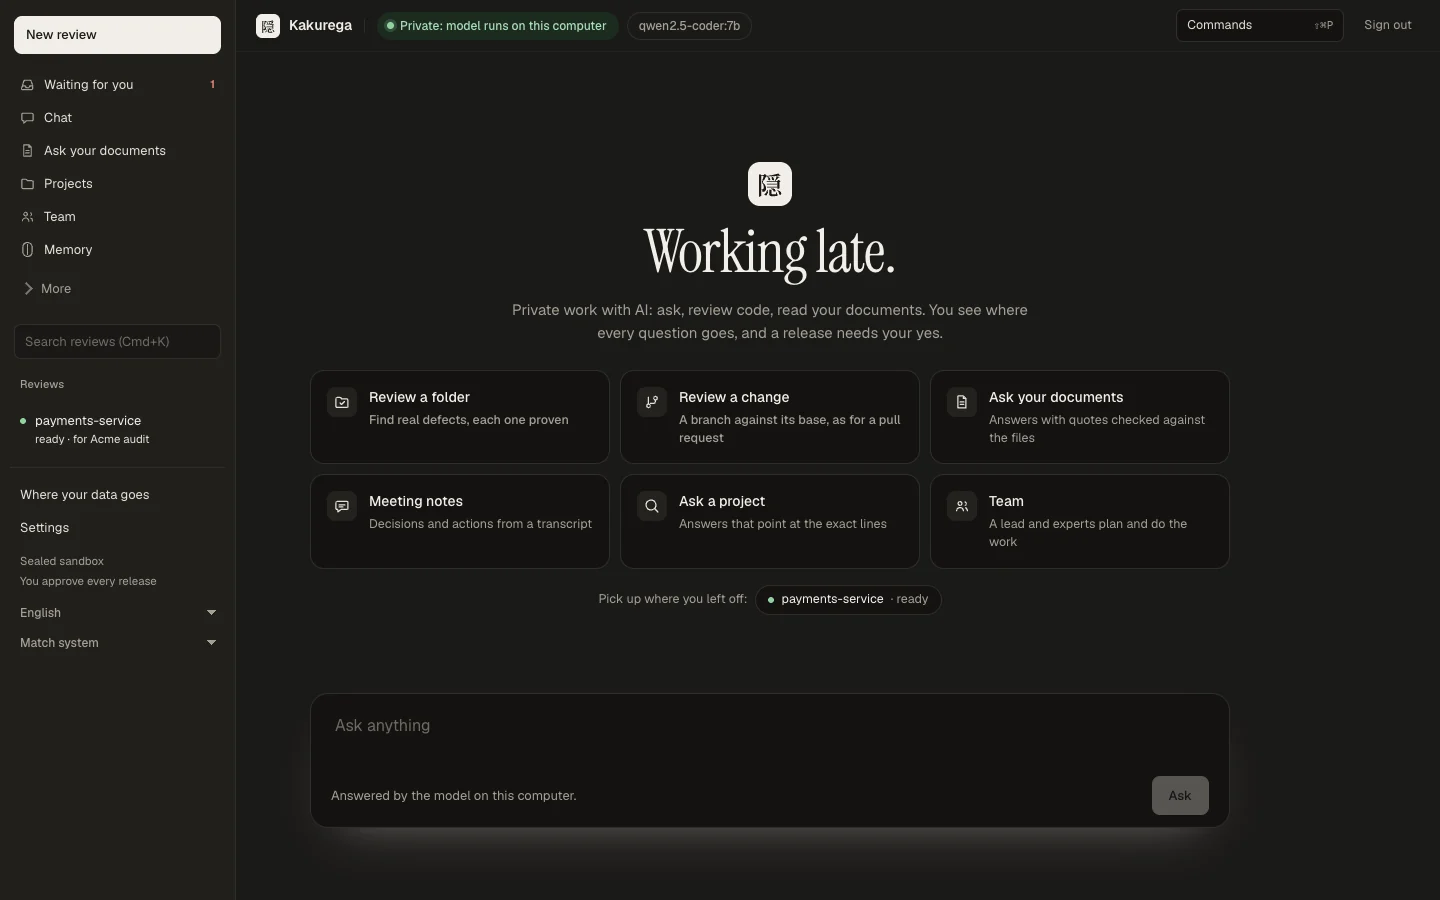 New review
Waiting for you 1
Chat
Ask your documents
Projects
Team
Memory
More
Search reviews (Cmd+K)
Reviews
payments-service
ready · for Acme audit
Where your data goes
Settings
Sealed sandbox
You approve every release
English
Match system
隠 Kakurega
Private: model runs on this computer
qwen2.5-coder:7b
Commands ⇧⌘P
Sign out
隠
Working late.
Private work with AI: ask, review code, read your documents. You see where
every question goes, and a release needs your yes.
Review a folder
Find real defects, each one proven
Review a change
A branch against its base, as for a pull
request
Ask your documents
Answers with quotes checked against
the files
Meeting notes
Decisions and actions from a transcript
Ask a project
Answers that point at the exact lines
Team
A lead and experts plan and do the
work
Pick up where you left off: payments-service · ready
Ask anything
Answered by the model on this computer.
Ask